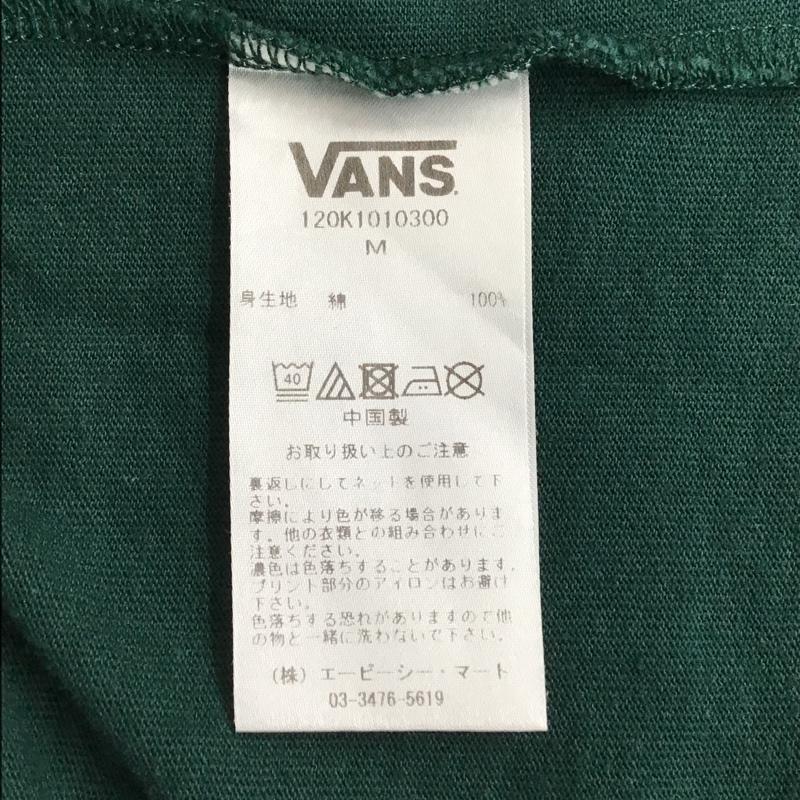 VANS
120K1010300
M
身生地 綿 100%
40
中国製
お取り扱い上のご注意
裏返しにしてネットを使用して下
さい。
摩擦により色が移る場合がありま
す。他の衣類との組み合わせにご
注意ください。
濃色は色落ちすることがあります。
プリント部分のアイロンはお避け
下さい。
色落ちする恐れがありますので他
の物と一緒に洗わないで下さい。
(株) エービーシー・マート
03-3476-5619